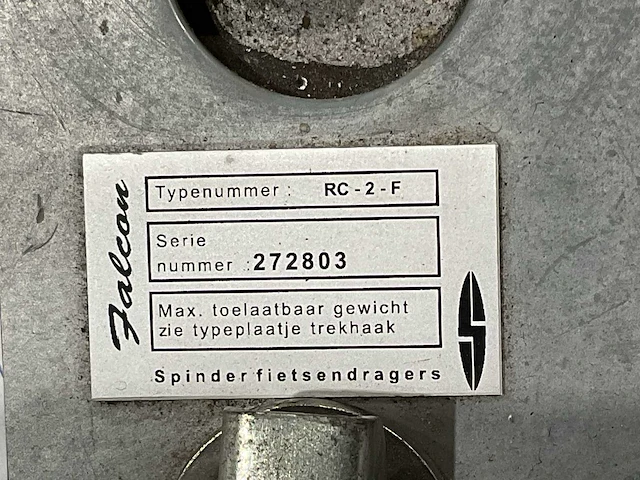 Falcon
Typenummer: RC-2-F
Serie
nummer :272803
Max. toelaatbaar gewicht
zie typeplaatje trekhaak
Spinder fietsendragers